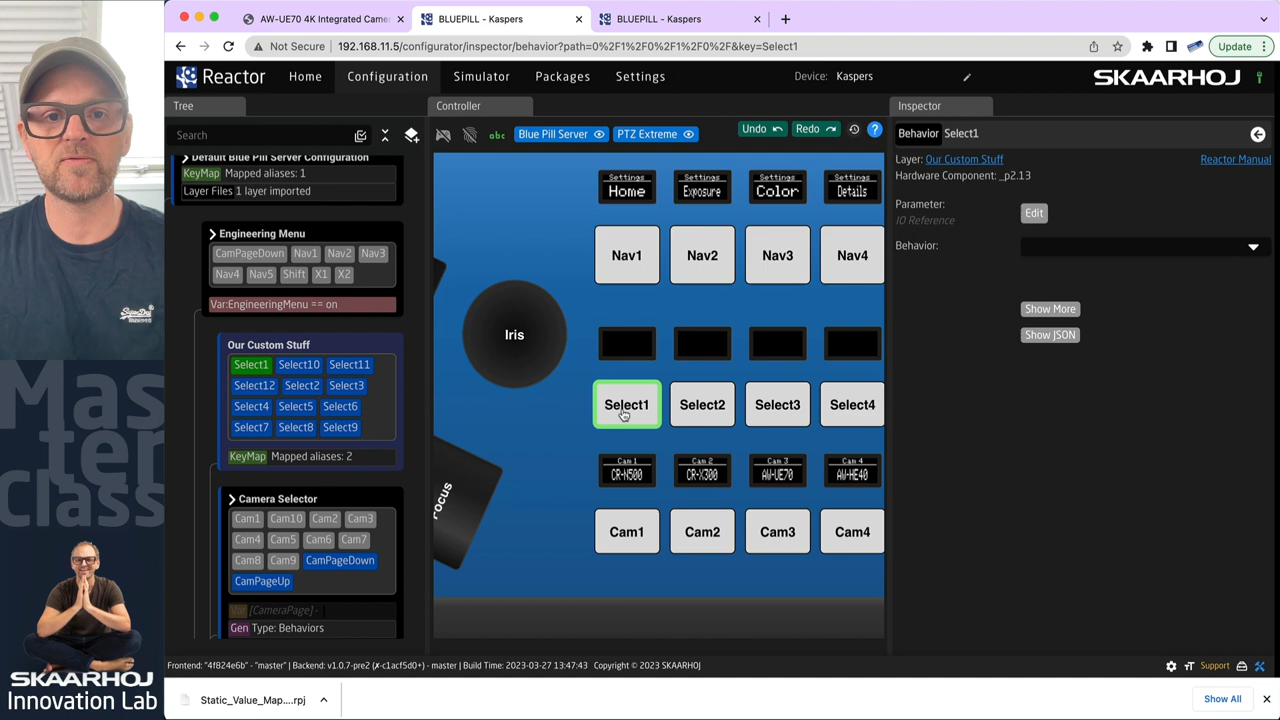 AW-UE70 4K Integrated Came
BLUEPILL - Kaspers
BLUEPILL - Kaspers
Not Secure
192.168.11.5/configurator/inspector/behavior?path=0%2F1%2F0%2F1%2F0%2F&key=Select1
Update
Reactor
Home
Configuration
Simulator
Packages
Settings
Device:
Kaspers
SKAARHOJ
Tree
Controller
Inspector
Search
abc
Blue Pill Server
PTZ Extreme
Undo
Redo
?
Behavior
Select1
Default Blue Pill Server Configuration
KeyMap
Mapped aliases: 1
Layer Files
1 layer imported
Engineering Menu
CamPageDown
Nav1
Nav2
Nav3
Nav4
Nav5
Shift
X1
X2
Var:EngineeringMenu == on
Our Custom Stuff
Select1
Select10
Select11
Select12
Select2
Select3
Select4
Select5
Select6
Select7
Select8
Select9
KeyMap
Mapped aliases: 2
Camera Selector
Cam1
Cam10
Cam2
Cam3
Cam4
Cam5
Cam6
Cam7
Cam8
Cam9
CamPageDown
CamPageUp
Var
[CameraPage] -
Gen
Type: Behaviors
Settings
Home
Settings
Exposure
Settings
Color
Settings
Details
Nav1
Nav2
Nav3
Nav4
Iris
Select1
Select2
Select3
Select4
Cam 1
CR-N500
Cam 2
CR-X300
Cam 3
AW-UE70
Cam 4
AW-HE40
Focus
Cam1
Cam2
Cam3
Cam4
Layer: Our Custom Stuff
Reactor Manual
Hardware Component: _p2.13
Parameter:
IO Reference
Edit
Behavior:
Show More
Show JSON
Frontend: "4f824e6b" - "master" | Backend: v1.0.7-pre2 (✗-c1acf5d0+) - master | Build Time: 2023-03-27 13:47:43 Copyright © 2023 SKAARHOJ
Support
Static_Value_Map....rpj
Show All
Superdry
Mas
ter
Class
SKAARHOJ
Innovation Lab